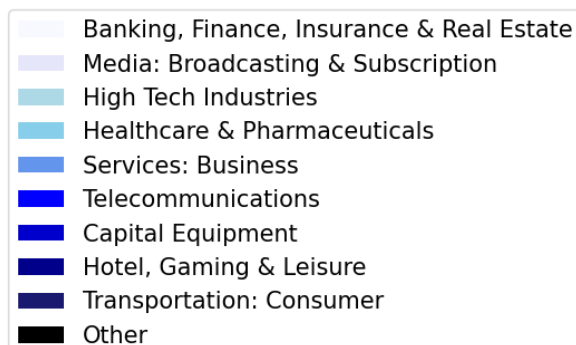 Banking, Finance, Insurance & Real Estate
Media: Broadcasting & Subscription
High Tech Industries
Healthcare & Pharmaceuticals
Services: Business
Telecommunications
Capital Equipment
Hotel, Gaming & Leisure
Transportation: Consumer
Other